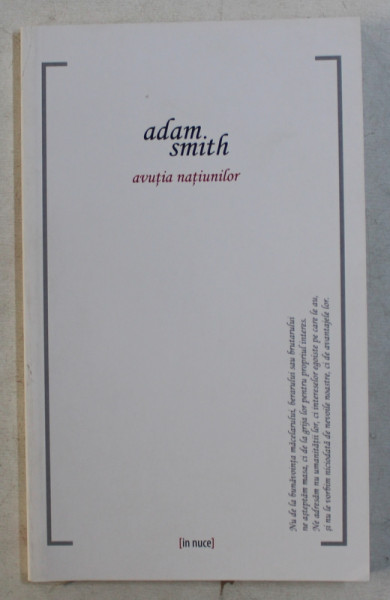 adam
smith
avuția națiunilor
Nu de la bunăvoința măcelarului, berarului sau brutarului
ne așteptăm masa, ci de la grija lor pentru propriul interes.
Ne adresăm nu umanității lor, ci intereselor egoiste pe care le au,
și nu le vorbim niciodată de nevoile noastre, ci de avantajele lor.
[in nuce]